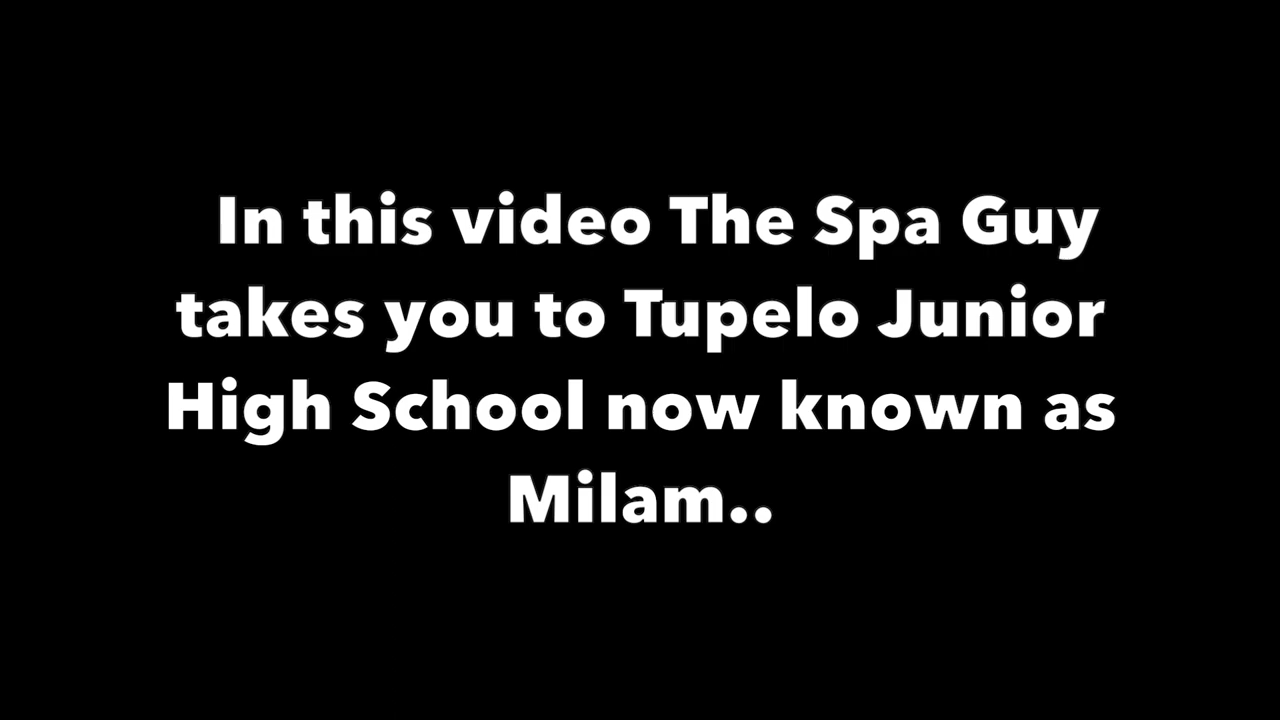 In this video The Spa Guy
takes you to Tupelo Junior
High School now known as
Milam..